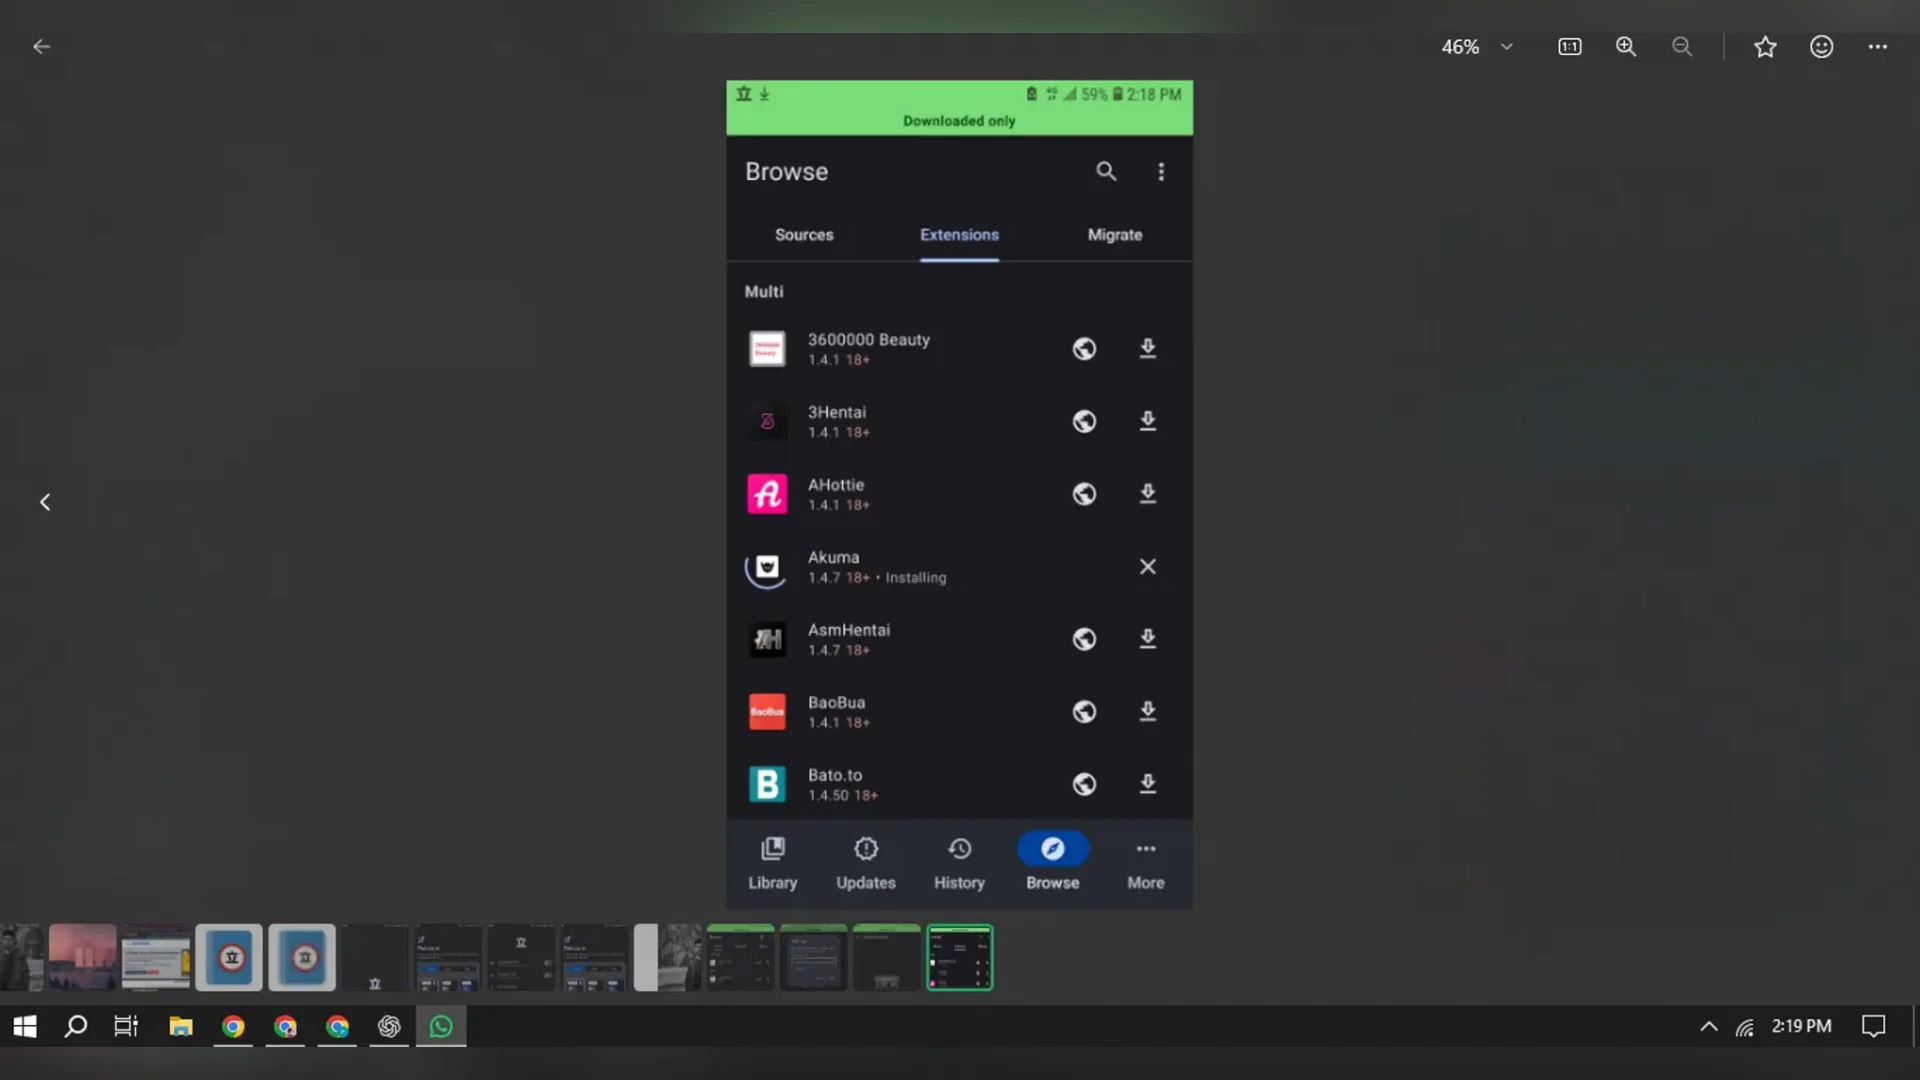 46%
59% 2:18 PM
Downloaded only
Browse
Sources Extensions Migrate
Multi
3600000 Beauty
1.4.1 18+
3Hentai
1.4.1 18+
AHottie
1.4.1 18+
Akuma
1.4.7 18+ • Installing
AsmHentai
1.4.7 18+
BaoBua
BaoBua
1.4.1 18+
B
Bato.to
1.4.50 18+
Library Updates History Browse More
2:19 PM